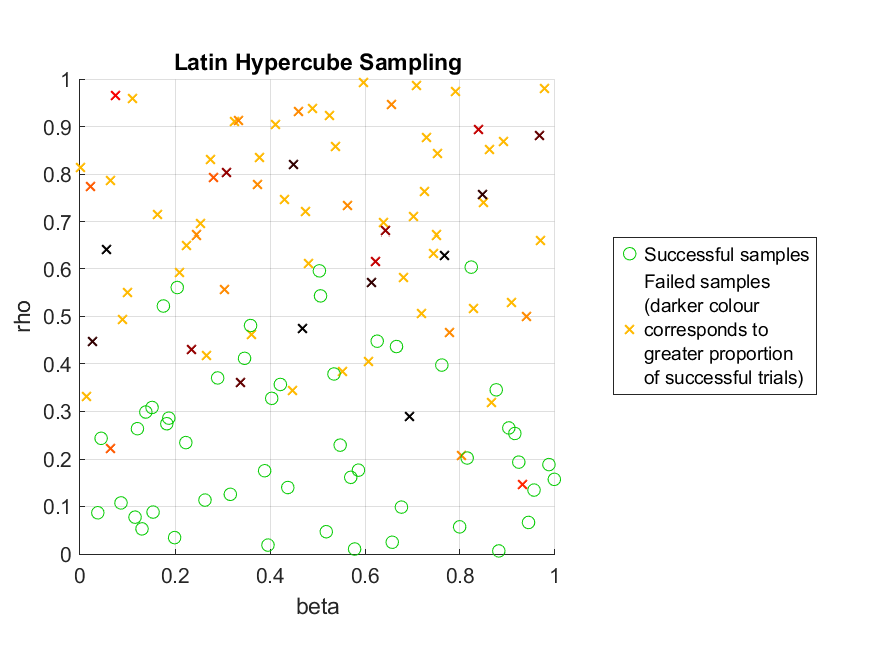 Latin Hypercube Sampling
1
0.9
0.8
0.7
0.6
0.5
0.4
0.3
0.2
0.1
0
rho
0 0.2 0.4 0.6 0.8 1
beta
Successful samples
Failed samples
(darker colour
corresponds to
greater proportion
of successful trials)